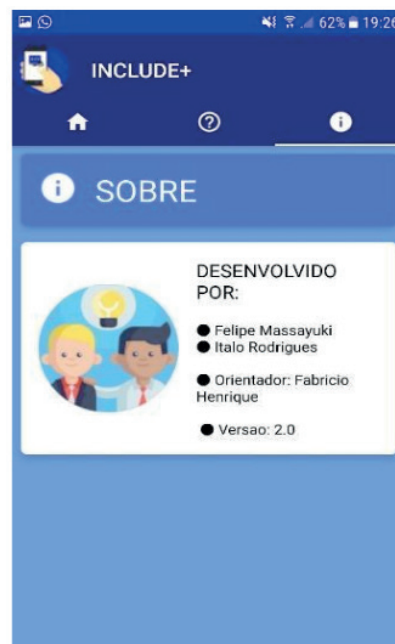 62% 19:26
INCLUDE+
SOBRE
DESENVOLVIDO
POR:
● Felipe Massayuki
● Italo Rodrigues
● Orientador: Fabricio
Henrique
● Versao: 2.0